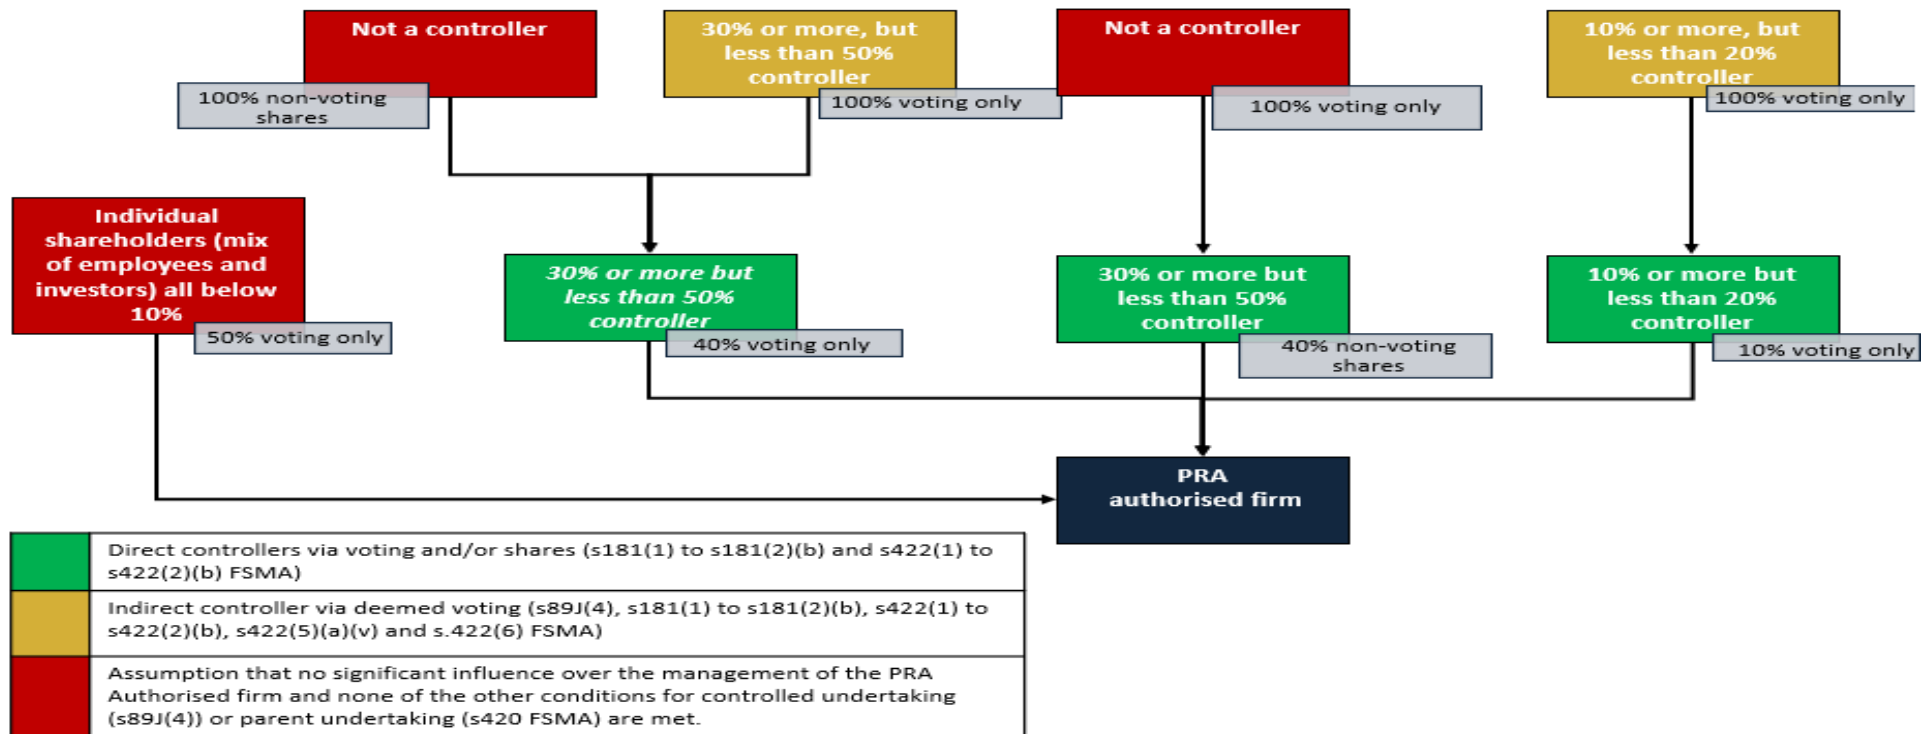 Not a controller
100% non-voting
shares
30% or more, but
less than 50%
controller
100% voting only
Not a controller
100% voting only
10% or more, but
less than 20%
controller
100% voting only
Individual
shareholders (mix
of employees and
investors) all below
10%
50% voting only
30% or more but
less than 50%
controller
40% voting only
30% or more but
less than 50%
controller
40% non-voting
shares
10% or more but
less than 20%
controller
10% voting only
PRA
authorised firm
Direct controllers via voting and/or shares (s181(1) to s181(2)(b) and s422(1) to
s422(2)(b) FSMA)
Indirect controller via deemed voting (s89J(4), s181(1) to s181(2)(b), s422(1) to
s422(2)(b), s422(5)(a)(v) and s.422(6) FSMA)
Assumption that no significant influence over the management of the PRA
Authorised firm and none of the other conditions for controlled undertaking
(s89J(4)) or parent undertaking (s420 FSMA) are met.